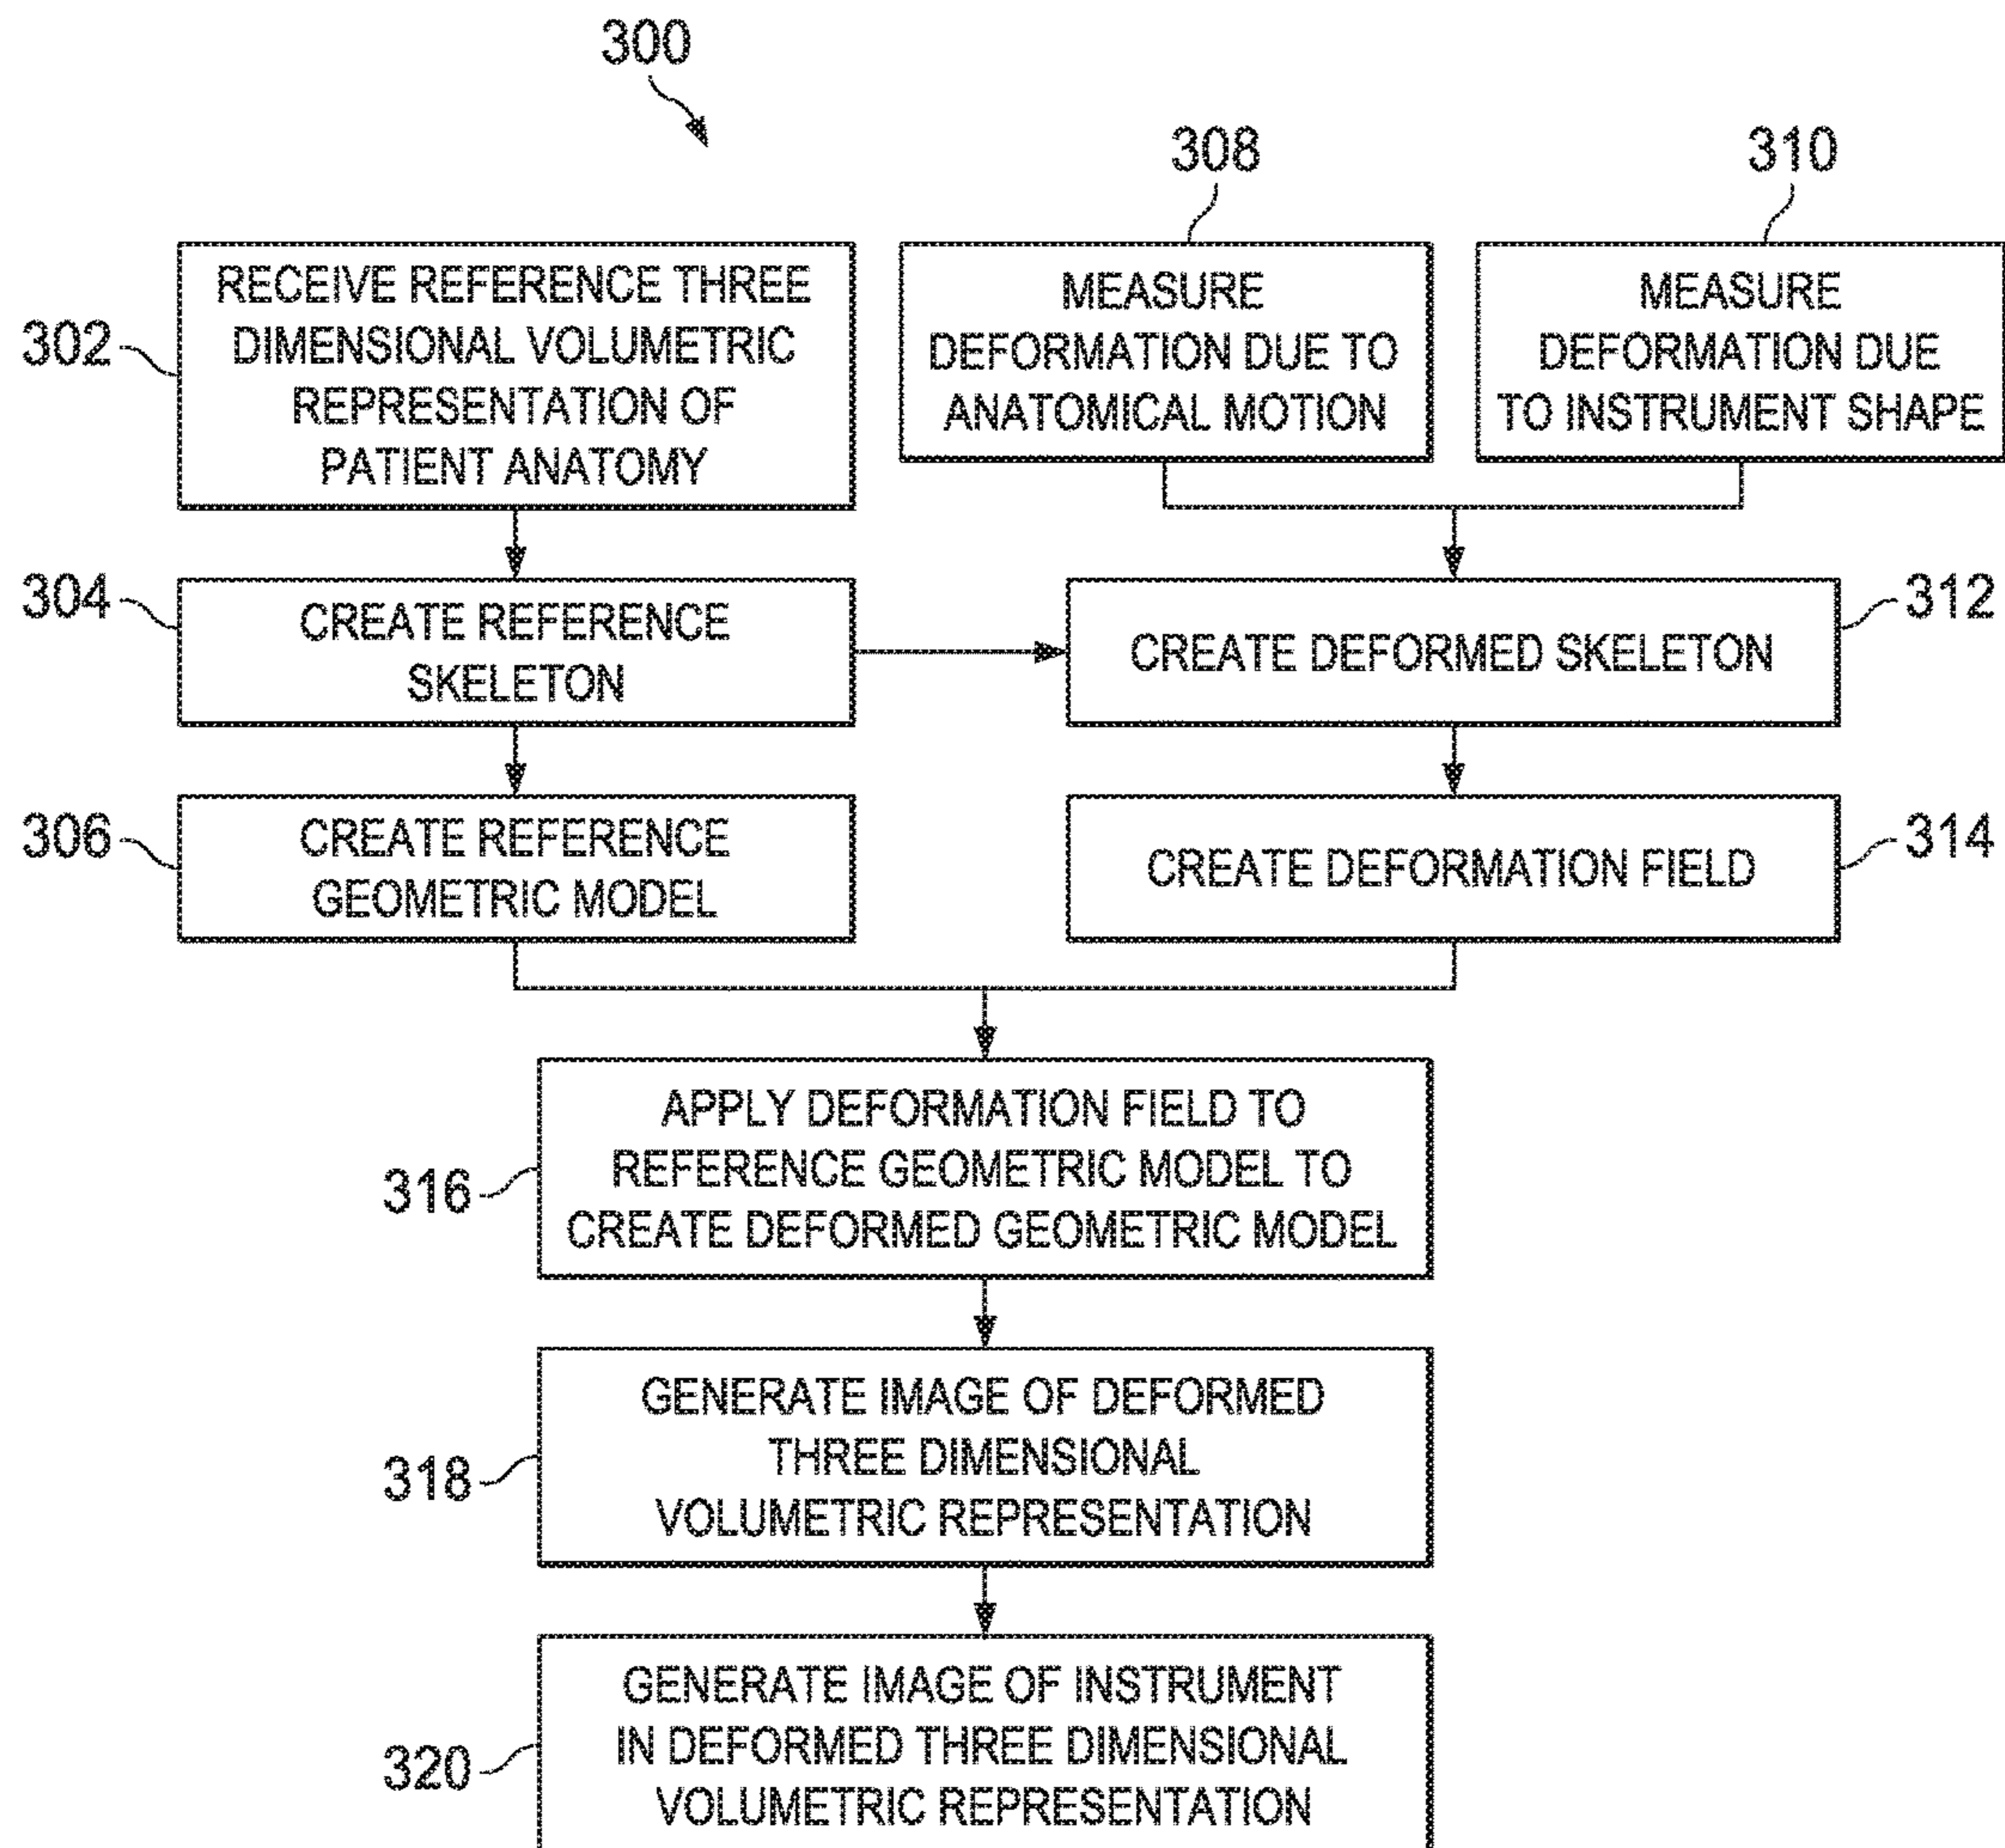 300
308
310
302
RECEIVE REFERENCE THREE
DIMENSIONAL VOLUMETRIC
REPRESENTATION OF
PATIENT ANATOMY
MEASURE
DEFORMATION DUE TO
ANATOMICAL MOTION
MEASURE
DEFORMATION DUE
TO INSTRUMENT SHAPE
304
CREATE REFERENCE
SKELETON
CREATE DEFORMED SKELETON
312
306
CREATE REFERENCE
GEOMETRIC MODEL
CREATE DEFORMATION FIELD
314
316
APPLY DEFORMATION FIELD TO
REFERENCE GEOMETRIC MODEL TO
CREATE DEFORMED GEOMETRIC MODEL
318
GENERATE IMAGE OF DEFORMED
THREE DIMENSIONAL
VOLUMETRIC REPRESENTATION
320
GENERATE IMAGE OF INSTRUMENT
IN DEFORMED THREE DIMENSIONAL
VOLUMETRIC REPRESENTATION